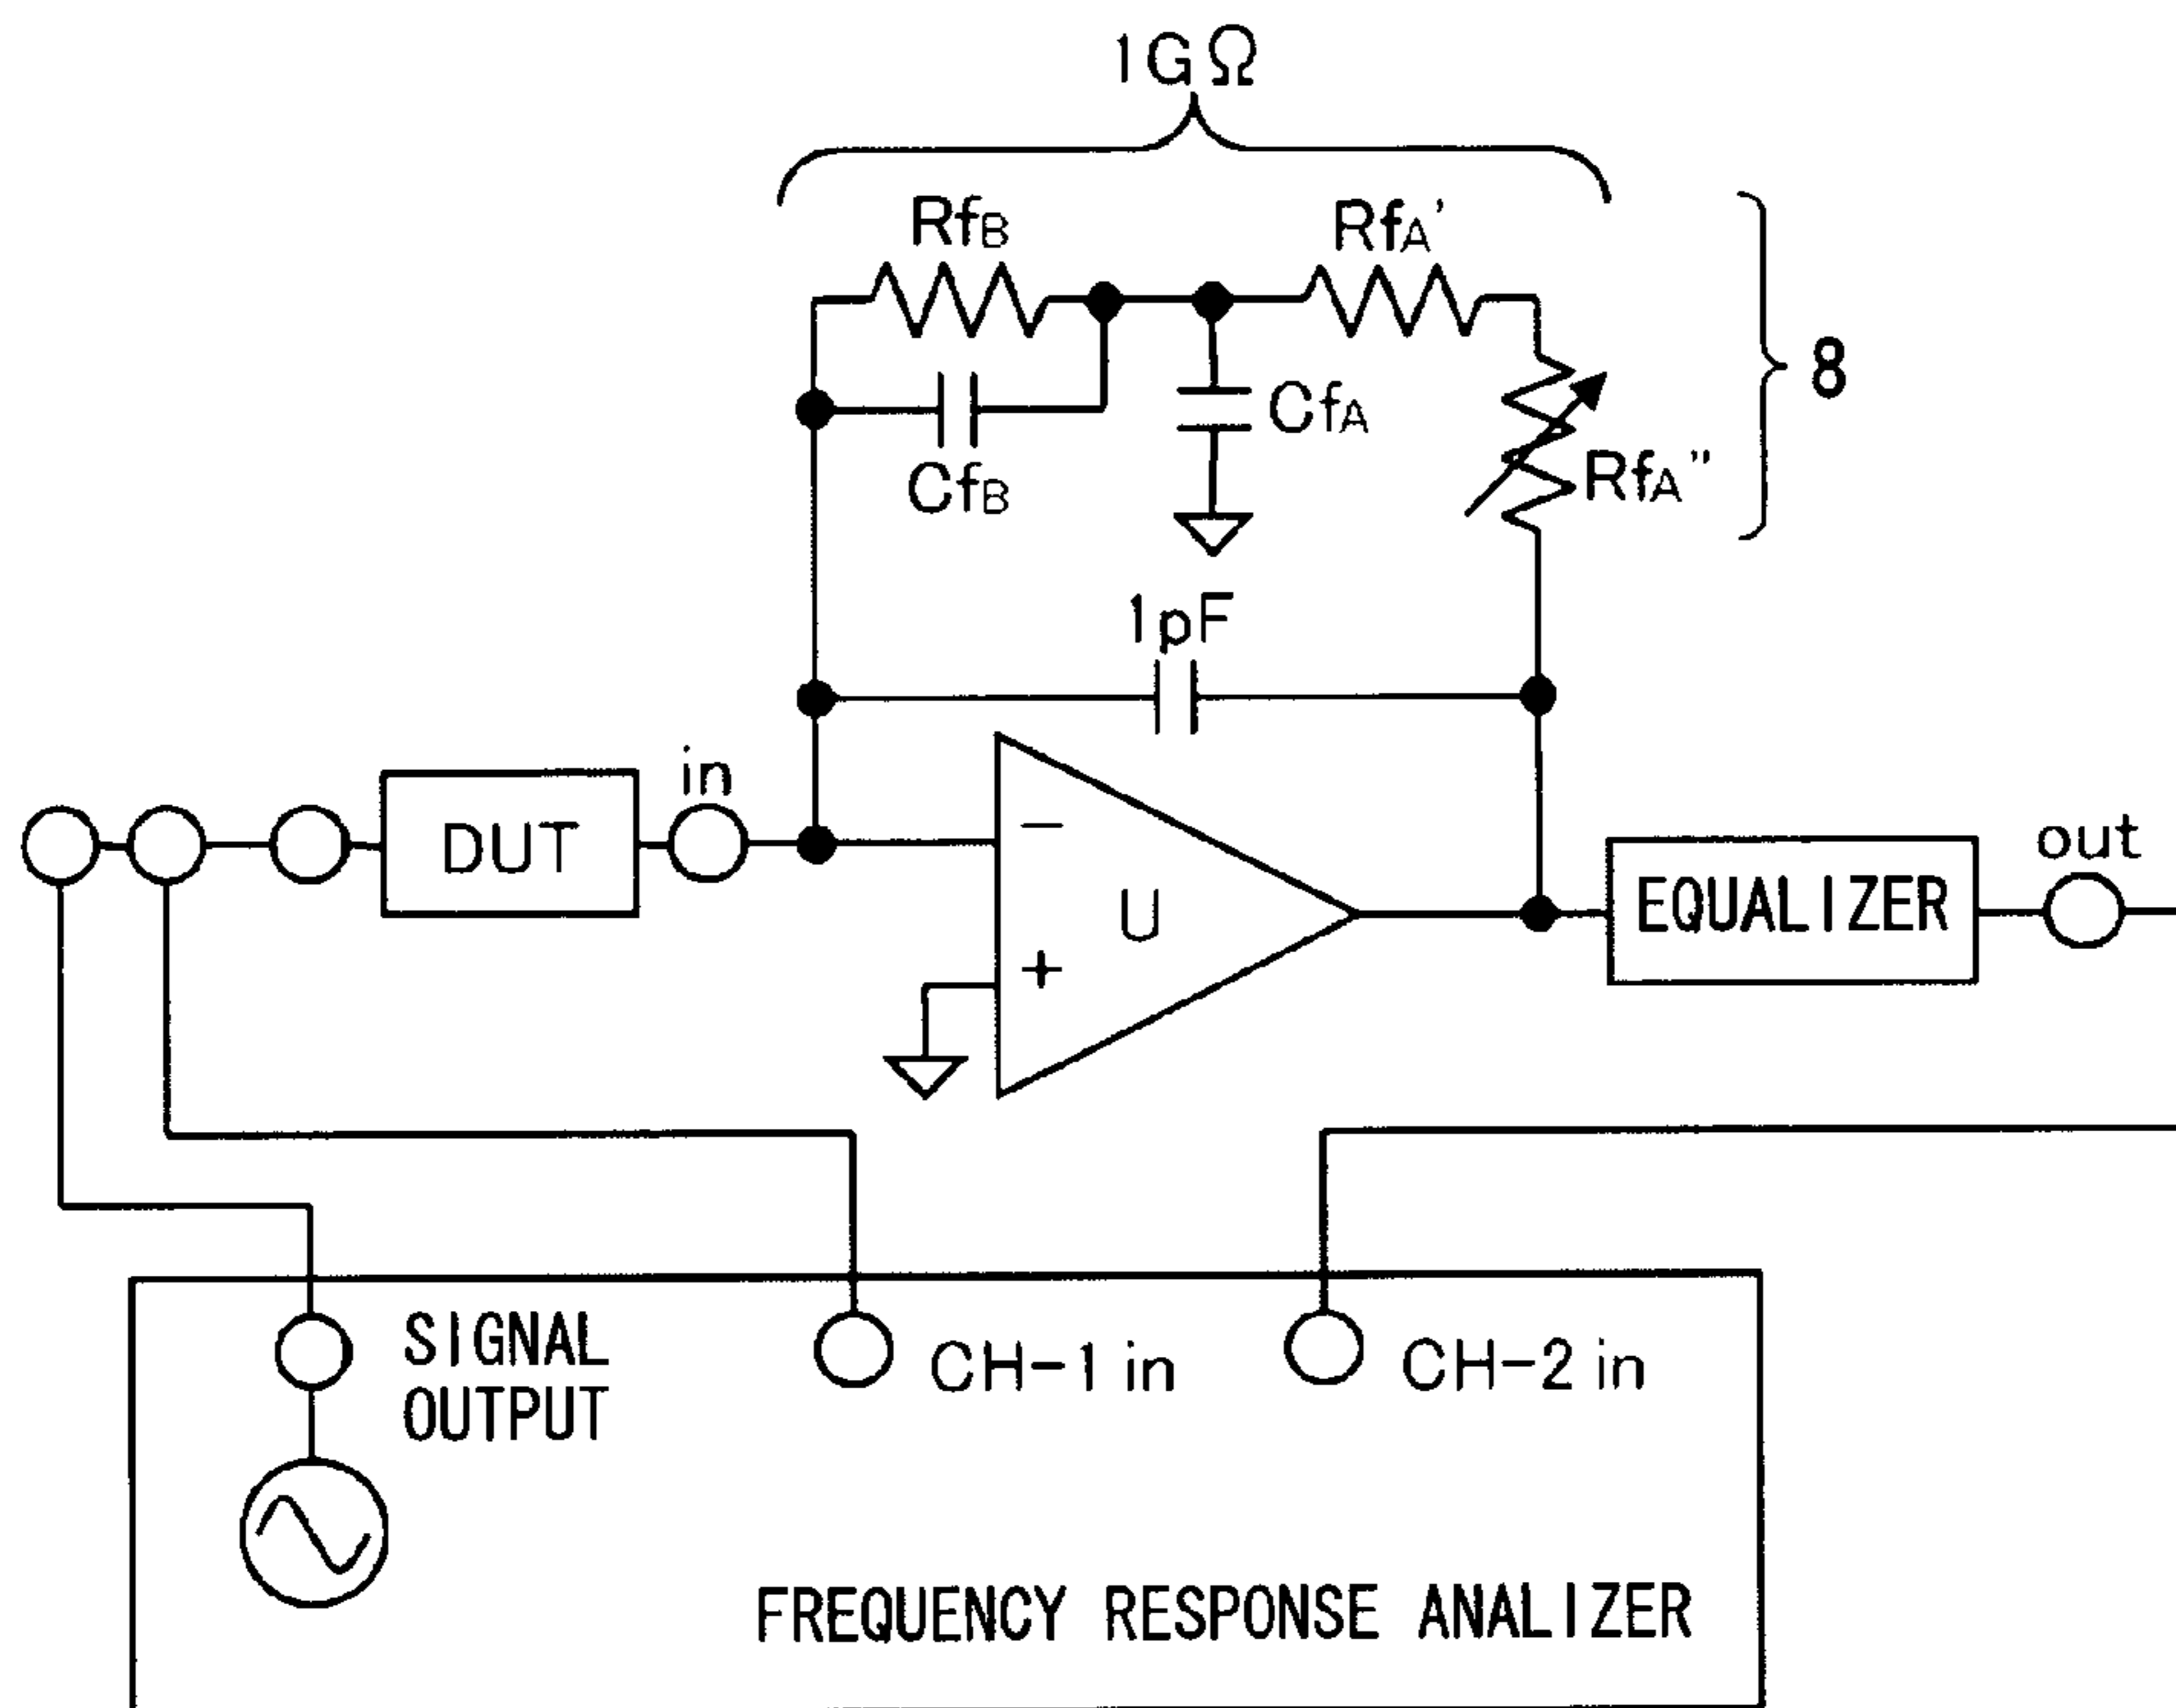 1GΩ
RfB
RfA'
CfA
8
CfB
RfA"
1pF
in
DUT
−
U
+
EQUALIZER
out
SIGNAL
OUTPUT
CH-1 in
CH-2 in
FREQUENCY RESPONSE ANALIZER